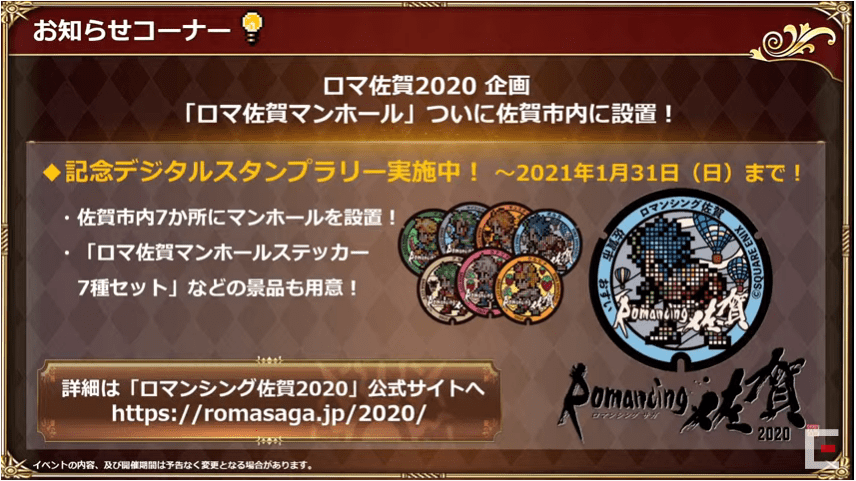 お知らせコーナー
ロマ佐賀2020 企画
「ロマ佐賀マンホール」ついに佐賀市内に設置！
◆記念デジタルスタンプラリー実施中！ ～2021年1月31日（日）まで！
・佐賀市内7か所にマンホールを設置！
・「ロマ佐賀マンホールステッカー
7種セット」などの景品も用意！
ロマンシング佐賀
佐賀市
おすい
©SQUARE ENIX
Romancing 佐賀
詳細は「ロマンシング佐賀2020」公式サイトへ
https://romasaga.jp/2020/
Romancing 佐賀
ロマンシング サガ
2020
イベントの内容、及び開催期間は予告なく変更となる場合があります。